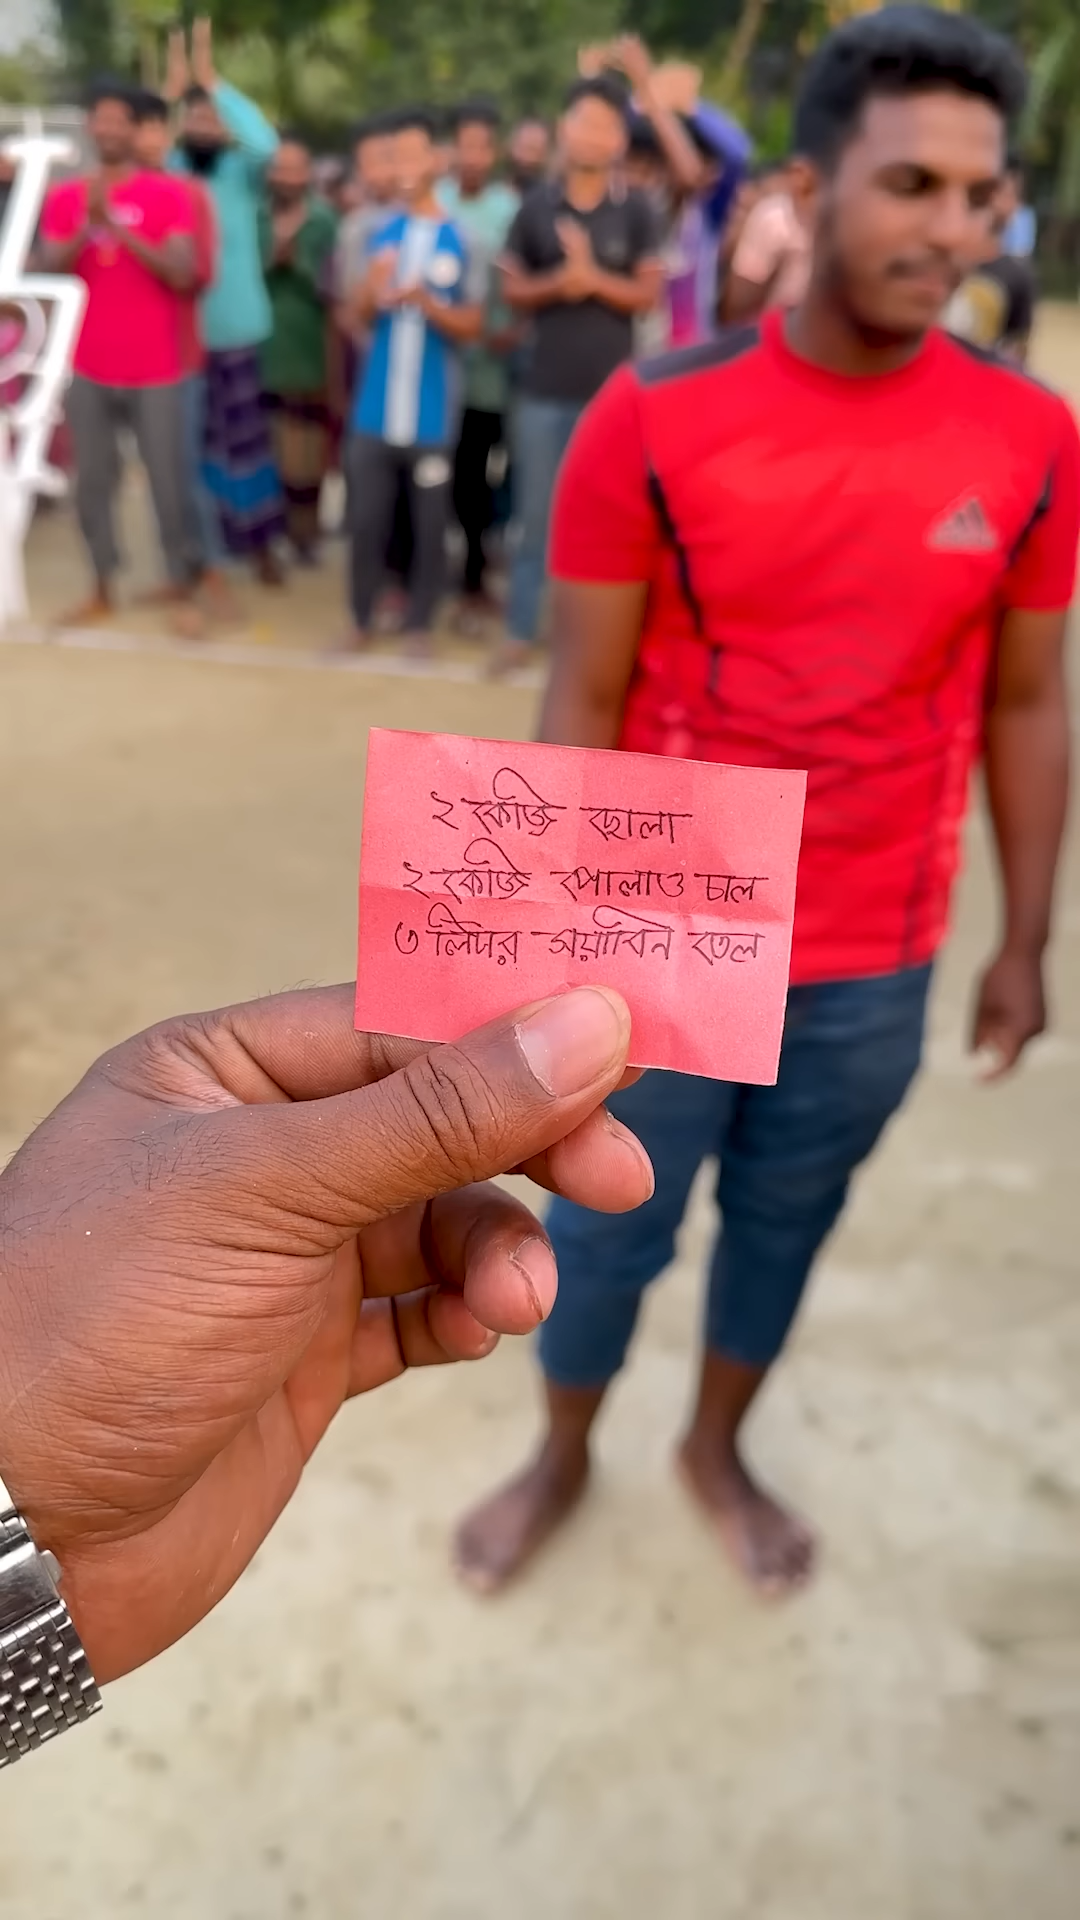 ২ কেজি ছোলা
২ কেজি পোলাও চাল
৩ লিটার সয়াবিন তেল